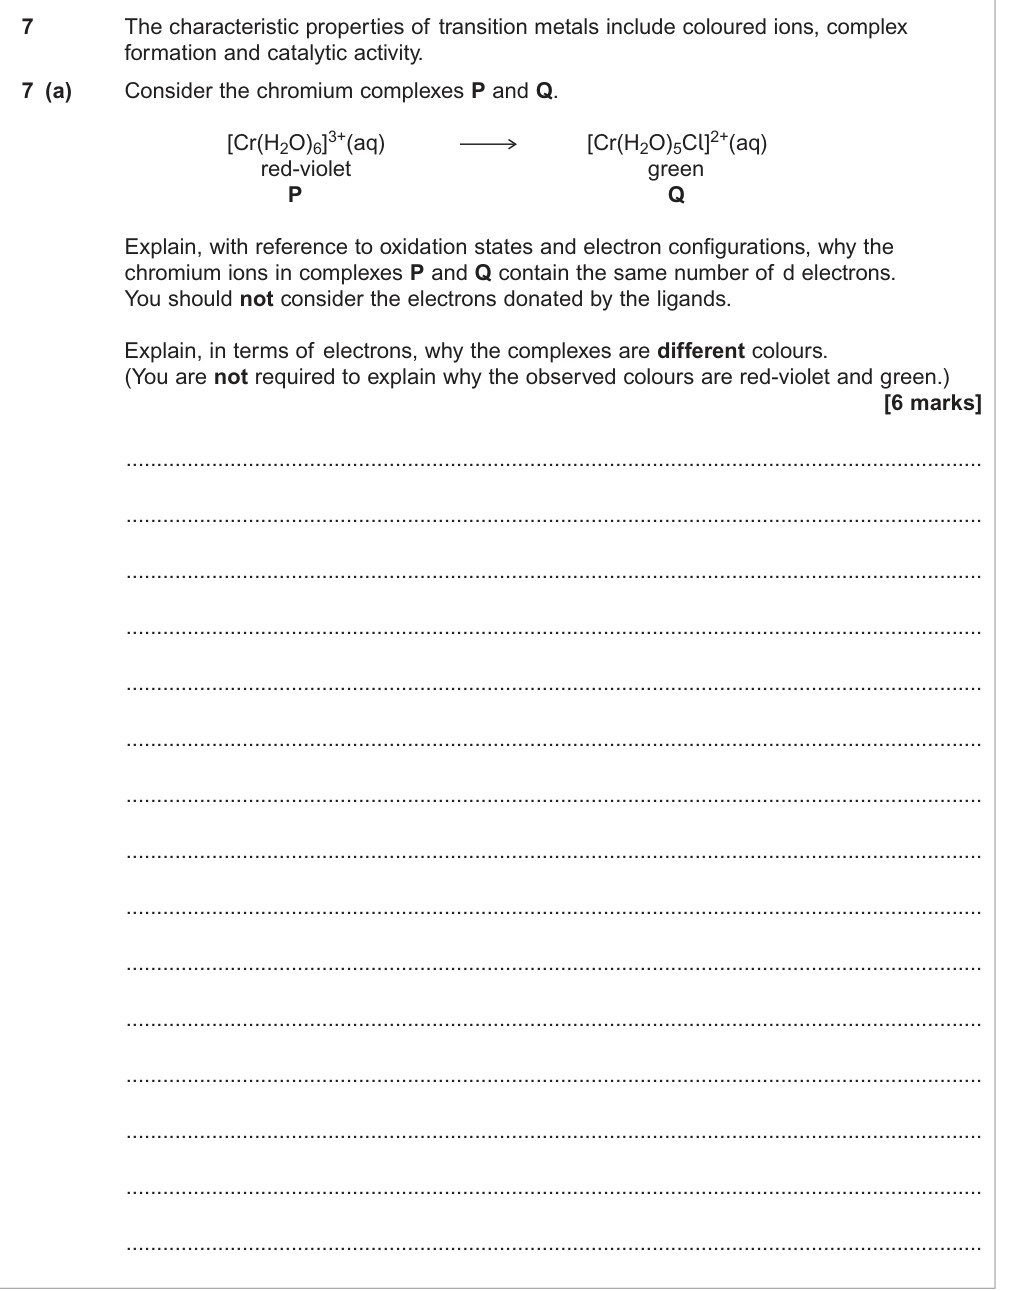 7 The characteristic properties of transition metals include coloured ions, complex
formation and catalytic activity.
7 (a) Consider the chromium complexes P and Q.
[Cr(H₂O)₆]³⁺(aq) ⟶ [Cr(H₂O)₅Cl]²⁺(aq)
red-violet green
P Q
Explain, with reference to oxidation states and electron configurations, why the
chromium ions in complexes P and Q contain the same number of d electrons.
You should not consider the electrons donated by the ligands.
Explain, in terms of electrons, why the complexes are different colours.
(You are not required to explain why the observed colours are red-violet and green.)
[6 marks]